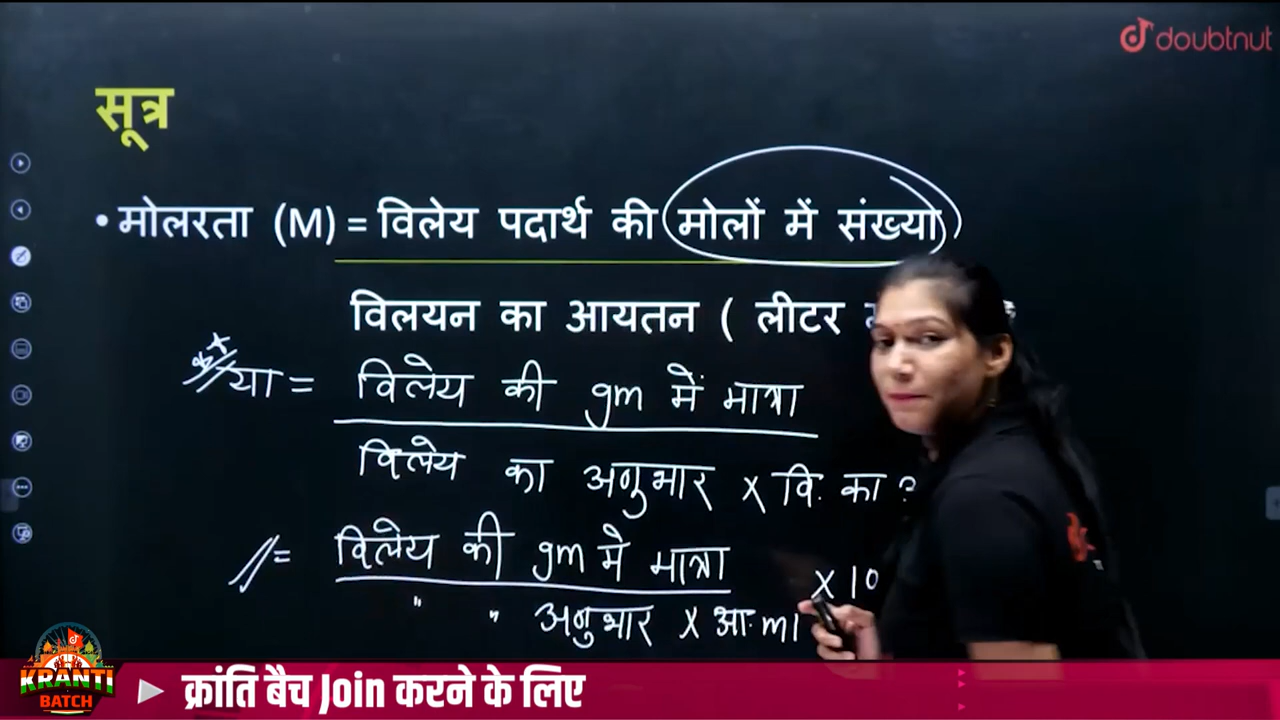 doubtnut
सूत्र
• मोलरता (M) = विलेय पदार्थ की मोलों में संख्या
विलयन का आयतन ( लीटर
या = विलेय की gm में मात्रा
विलेय का अणुभार X वि. का
= विलेय की gm मे मात्रा
" " अणुभार X आ. ml
X 10
KRANTI
BATCH
क्रांति बैच Join करने के लिए